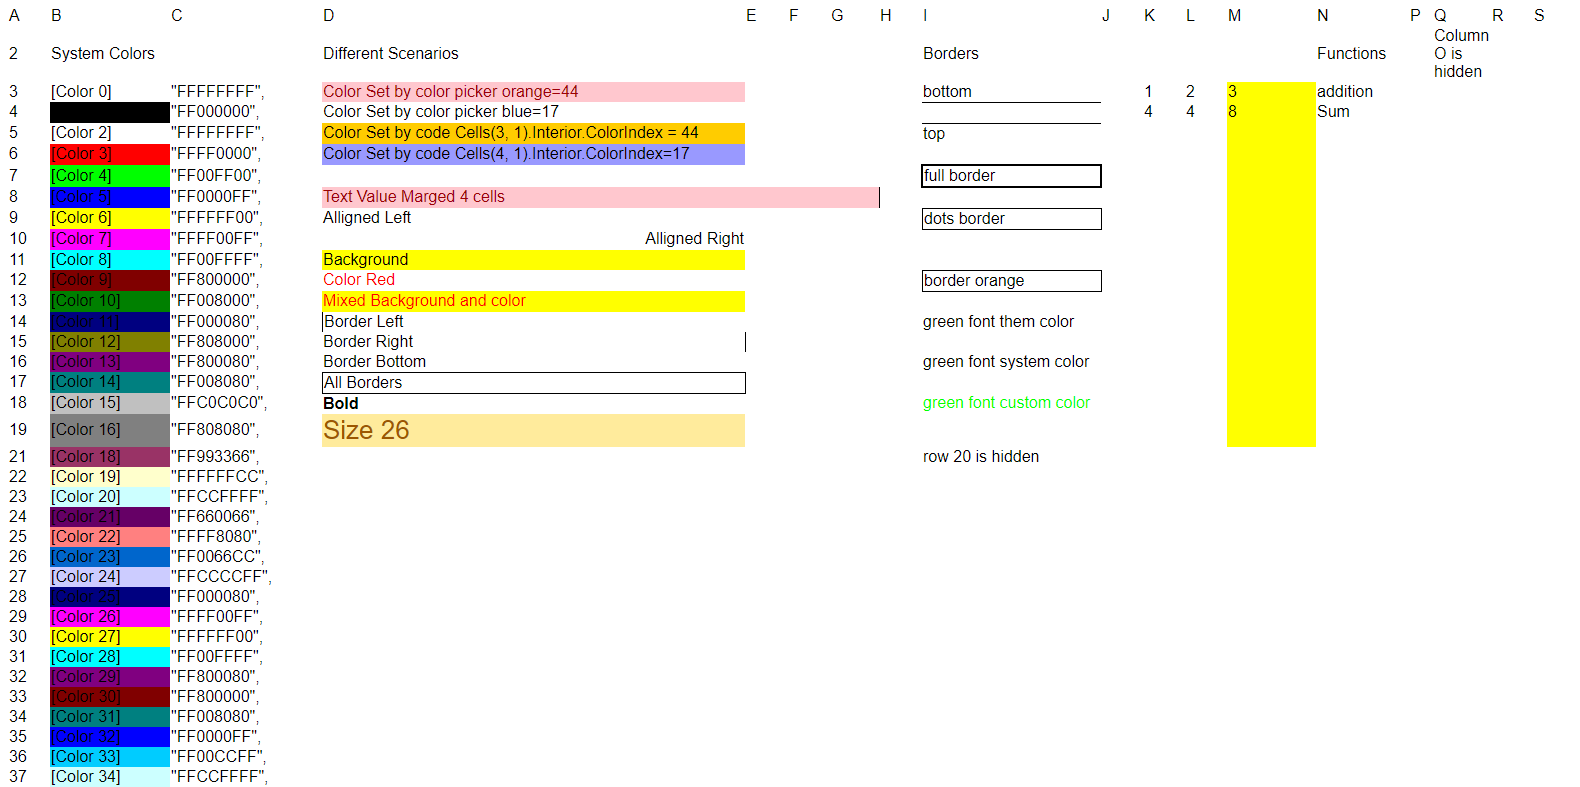 A B C D E F G H I J K L M N P Q R S
2 System Colors Different Scenarios Borders Functions Column O is hidden
3 [Color 0] "FFFFFFFF", Color Set by color picker orange=44 bottom 1 2 3 addition
4 "FF000000", Color Set by color picker blue=17 4 4 8 Sum
5 [Color 2] "FFFFFFFF", Color Set by code Cells(3, 1).Interior.ColorIndex = 44 top
6 [Color 3] "FFFF0000", Color Set by code Cells(4, 1).Interior.ColorIndex=17
7 [Color 4] "FF00FF00", full border
8 [Color 5] "FF0000FF", Text Value Marged 4 cells
9 [Color 6] "FFFFFF00", Alligned Left dots border
10 [Color 7] "FFFF00FF", Alligned Right
11 [Color 8] "FF00FFFF", Background
12 [Color 9] "FF800000", Color Red border orange
13 [Color 10] "FF008000", Mixed Background and color
14 [Color 11] "FF000080", Border Left green font them color
15 [Color 12] "FF808000", Border Right
16 [Color 13] "FF800080", Border Bottom green font system color
17 [Color 14] "FF008080", All Borders
18 [Color 15] "FFC0C0C0", Bold green font custom color
19 [Color 16] "FF808080", Size 26
21 [Color 18] "FF993366", row 20 is hidden
22 [Color 19] "FFFFFFCC",
23 [Color 20] "FFCCFFFF",
24 [Color 21] "FF660066",
25 [Color 22] "FFFF8080",
26 [Color 23] "FF0066CC",
27 [Color 24] "FFCCCCFF",
28 [Color 25] "FF000080",
29 [Color 26] "FFFF00FF",
30 [Color 27] "FFFFFF00",
31 [Color 28] "FF00FFFF",
32 [Color 29] "FF800080",
33 [Color 30] "FF800000",
34 [Color 31] "FF008080",
35 [Color 32] "FF0000FF",
36 [Color 33] "FF00CCFF",
37 [Color 34] "FFCCFFFF",